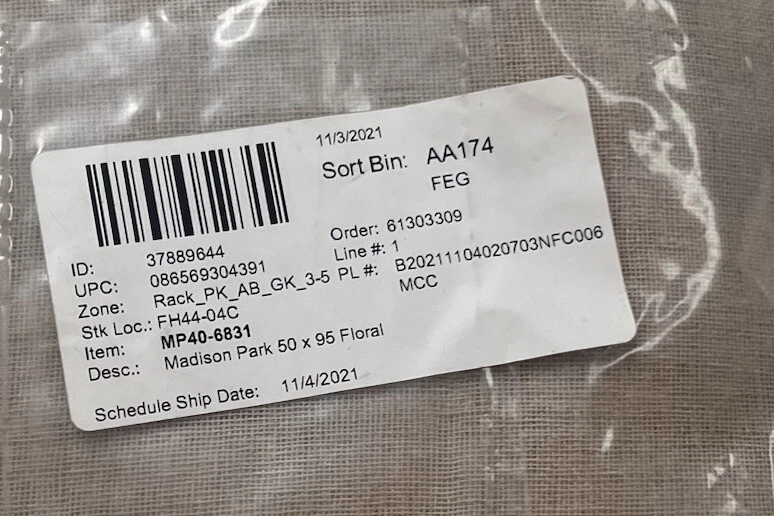 11/3/2021
Sort Bin: AA174
FEG
ID: 37889644
UPC: 086569304391
Zone: Rack_PK_AB_GK_3-5
Stk Loc.: FH44-04C
Item: MP40-6831
Desc.: Madison Park 50 x 95 Floral
Order: 61303309
Line #: 1
PL #: B20211104020703NFC006
MCC
Schedule Ship Date: 11/4/2021